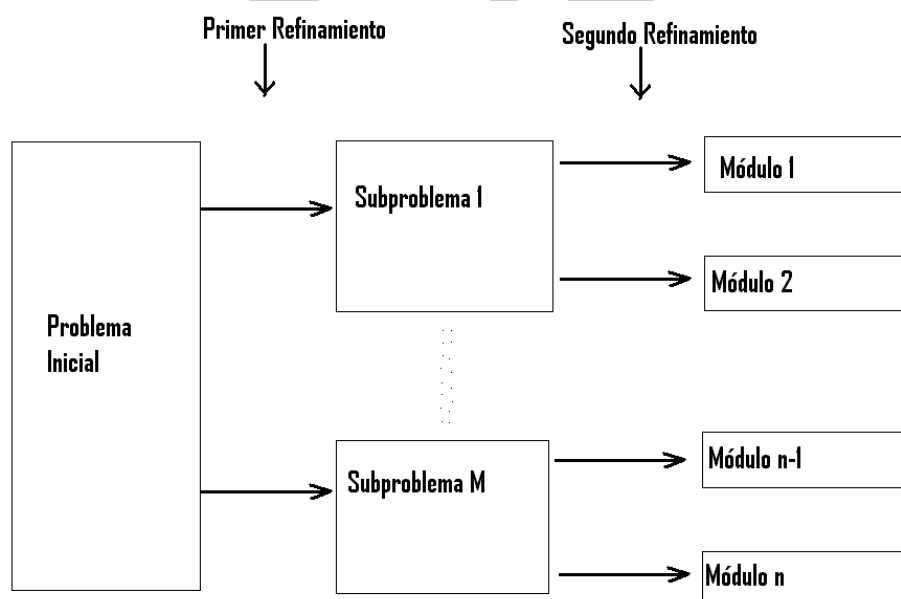 Primer Refinamiento
Segundo Refinamiento
Problema
Inicial
Subproblema 1
Módulo 1
Módulo 2
Subproblema M
Módulo n-1
Módulo n